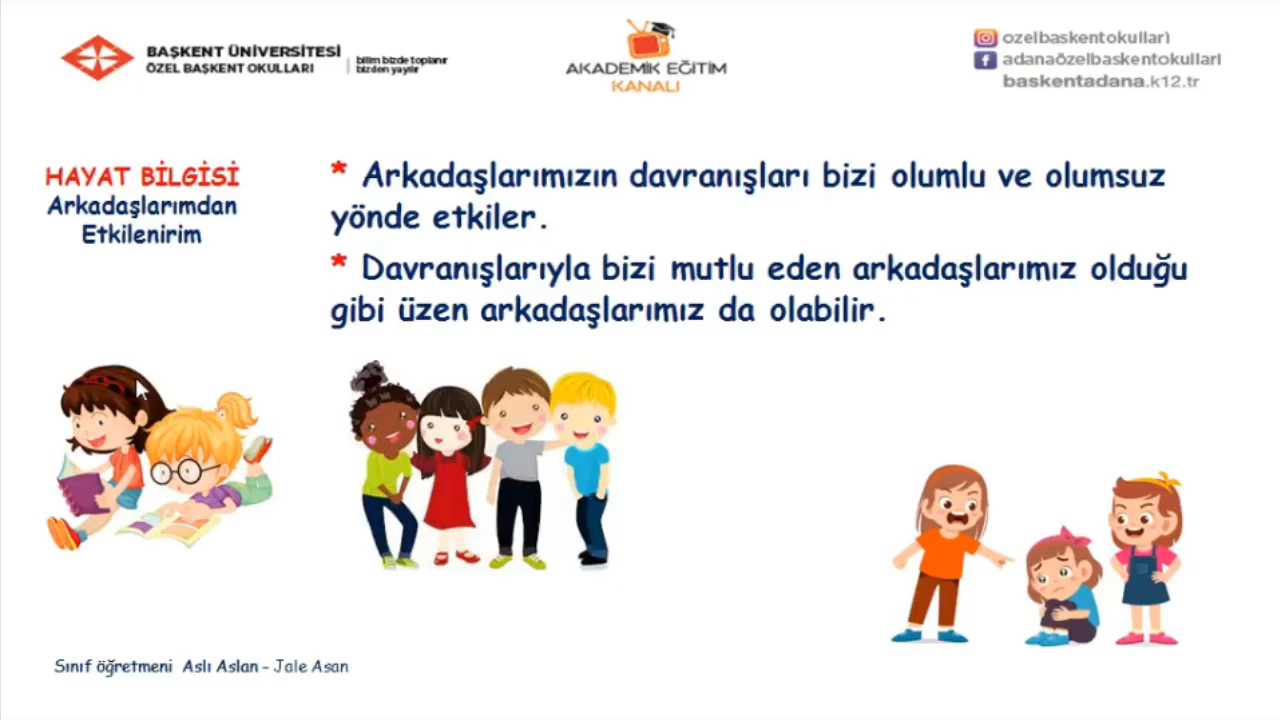 BAŞKENT ÜNİVERSİTESİ
ÖZEL BAŞKENT OKULLARI
bilim bizde toplanır
bizden yayılır
AKADEMİK EĞİTİM
KANALI
ozelbaskentokullari
adanaözelbaskentokullari
baskentadana.k12.tr
HAYAT BİLGİSİ
Arkadaşlarımdan
Etkilenirim
* Arkadaşlarımızın davranışları bizi olumlu ve olumsuz
yönde etkiler.
* Davranışlarıyla bizi mutlu eden arkadaşlarımız olduğu
gibi üzen arkadaşlarımız da olabilir.
Sınıf öğretmeni Aslı Aslan – Jale Asan